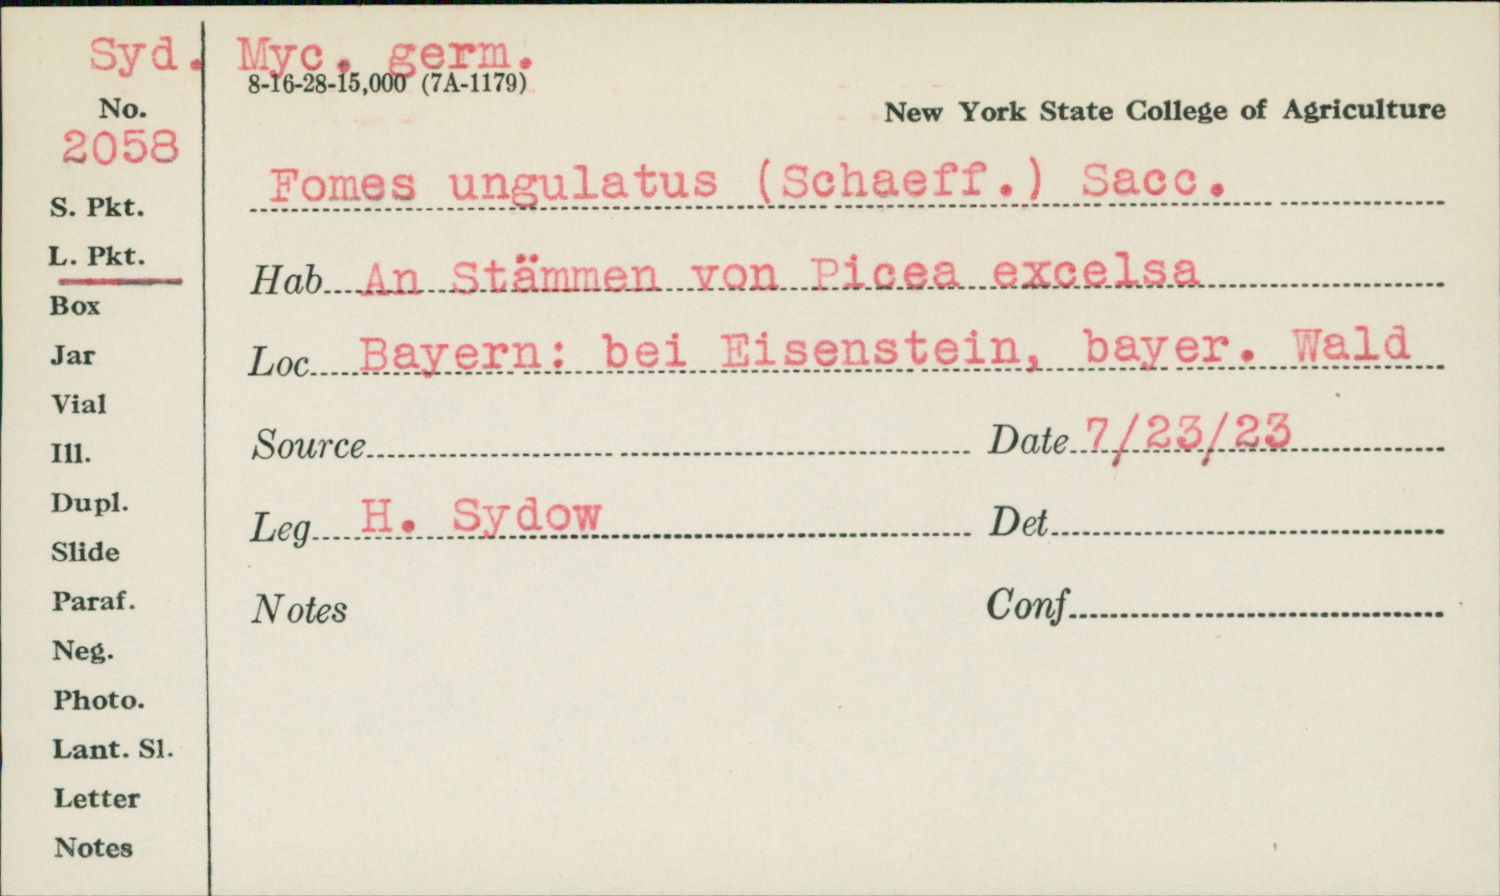 Syd. Myc. germ.
8-16-28-15,000 (7A-1179)
No.
New York State College of Agriculture
2058
Fomes ungulatus (Schaeff.) Sacc.
S. Pkt.
L. Pkt.
Hab. An Stämmen von Picea excelsa
Box
Loc. Bayern: bei Eisenstein, bayer. Wald
Jar
Vial
Source
Date 7/23/23
Ill.
Dupl.
Leg. H. Sydow
Det.
Slide
Paraf.
Notes
Conf.
Neg.
Photo.
Lant. Sl.
Letter
Notes